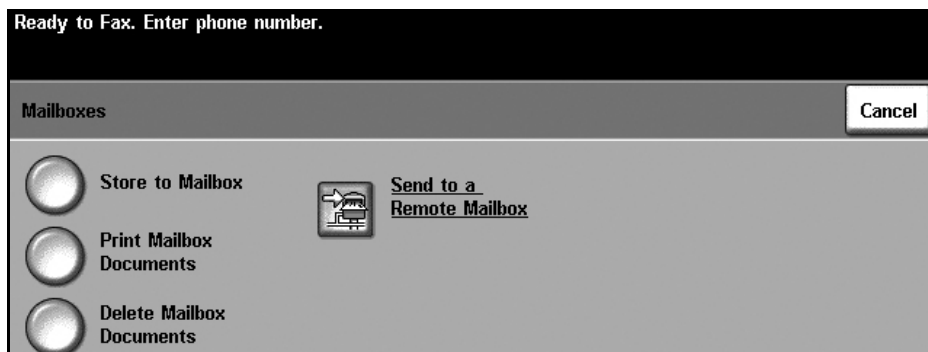 Ready to Fax. Enter phone number.
Mailboxes
Cancel
Store to Mailbox
Send to a
Remote Mailbox
Print Mailbox
Documents
Delete Mailbox
Documents